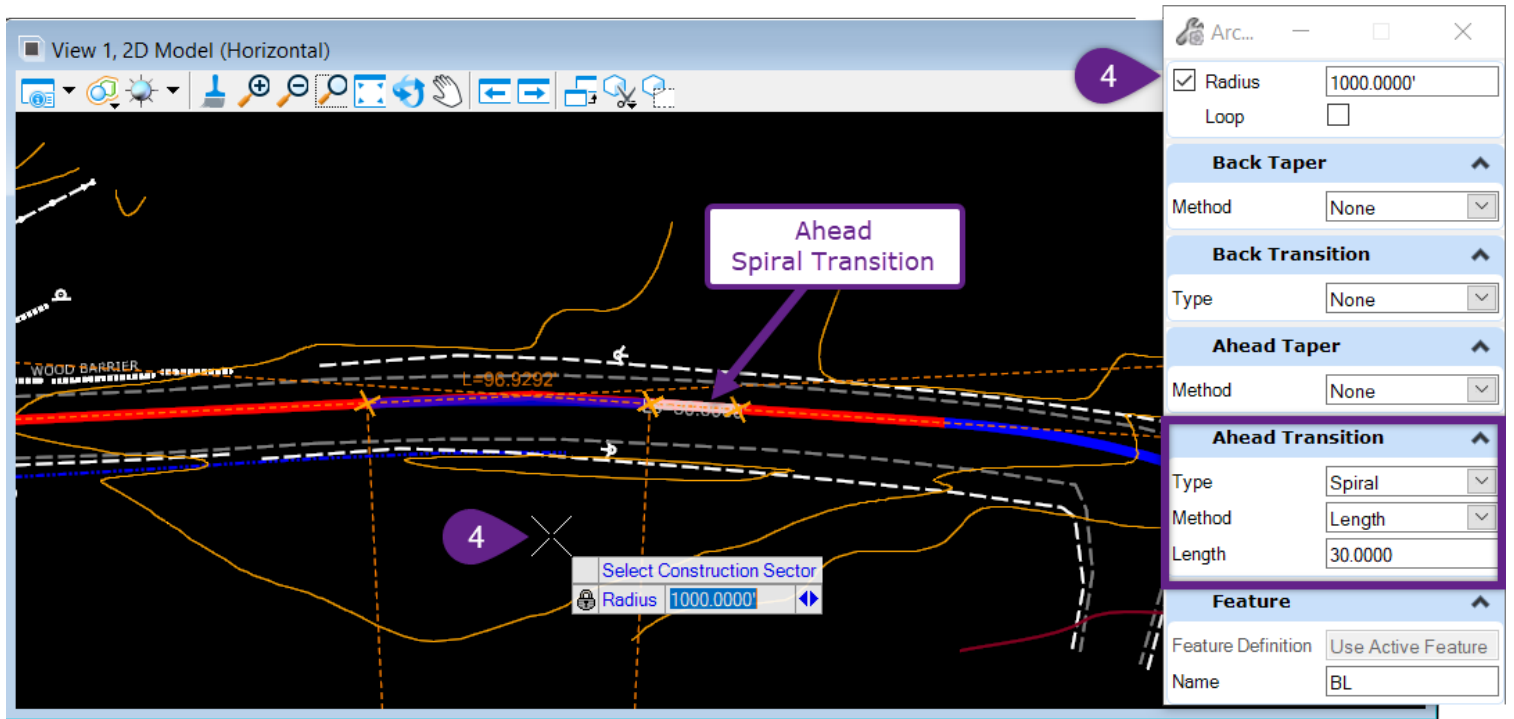 View 1, 2D Model (Horizontal)
Arc...
4
Radius
1000.0000'
Loop
Back Taper
Method
None
Back Transition
Type
None
Ahead Taper
Method
None
Ahead Transition
Type
Spiral
Method
Length
Length
30.0000
Feature
Feature Definition
Use Active Feature
Name
BL
Ahead
Spiral Transition
WOOD BARRIER
L=96.9292'
4
Select Construction Sector
Radius
1000.0000'